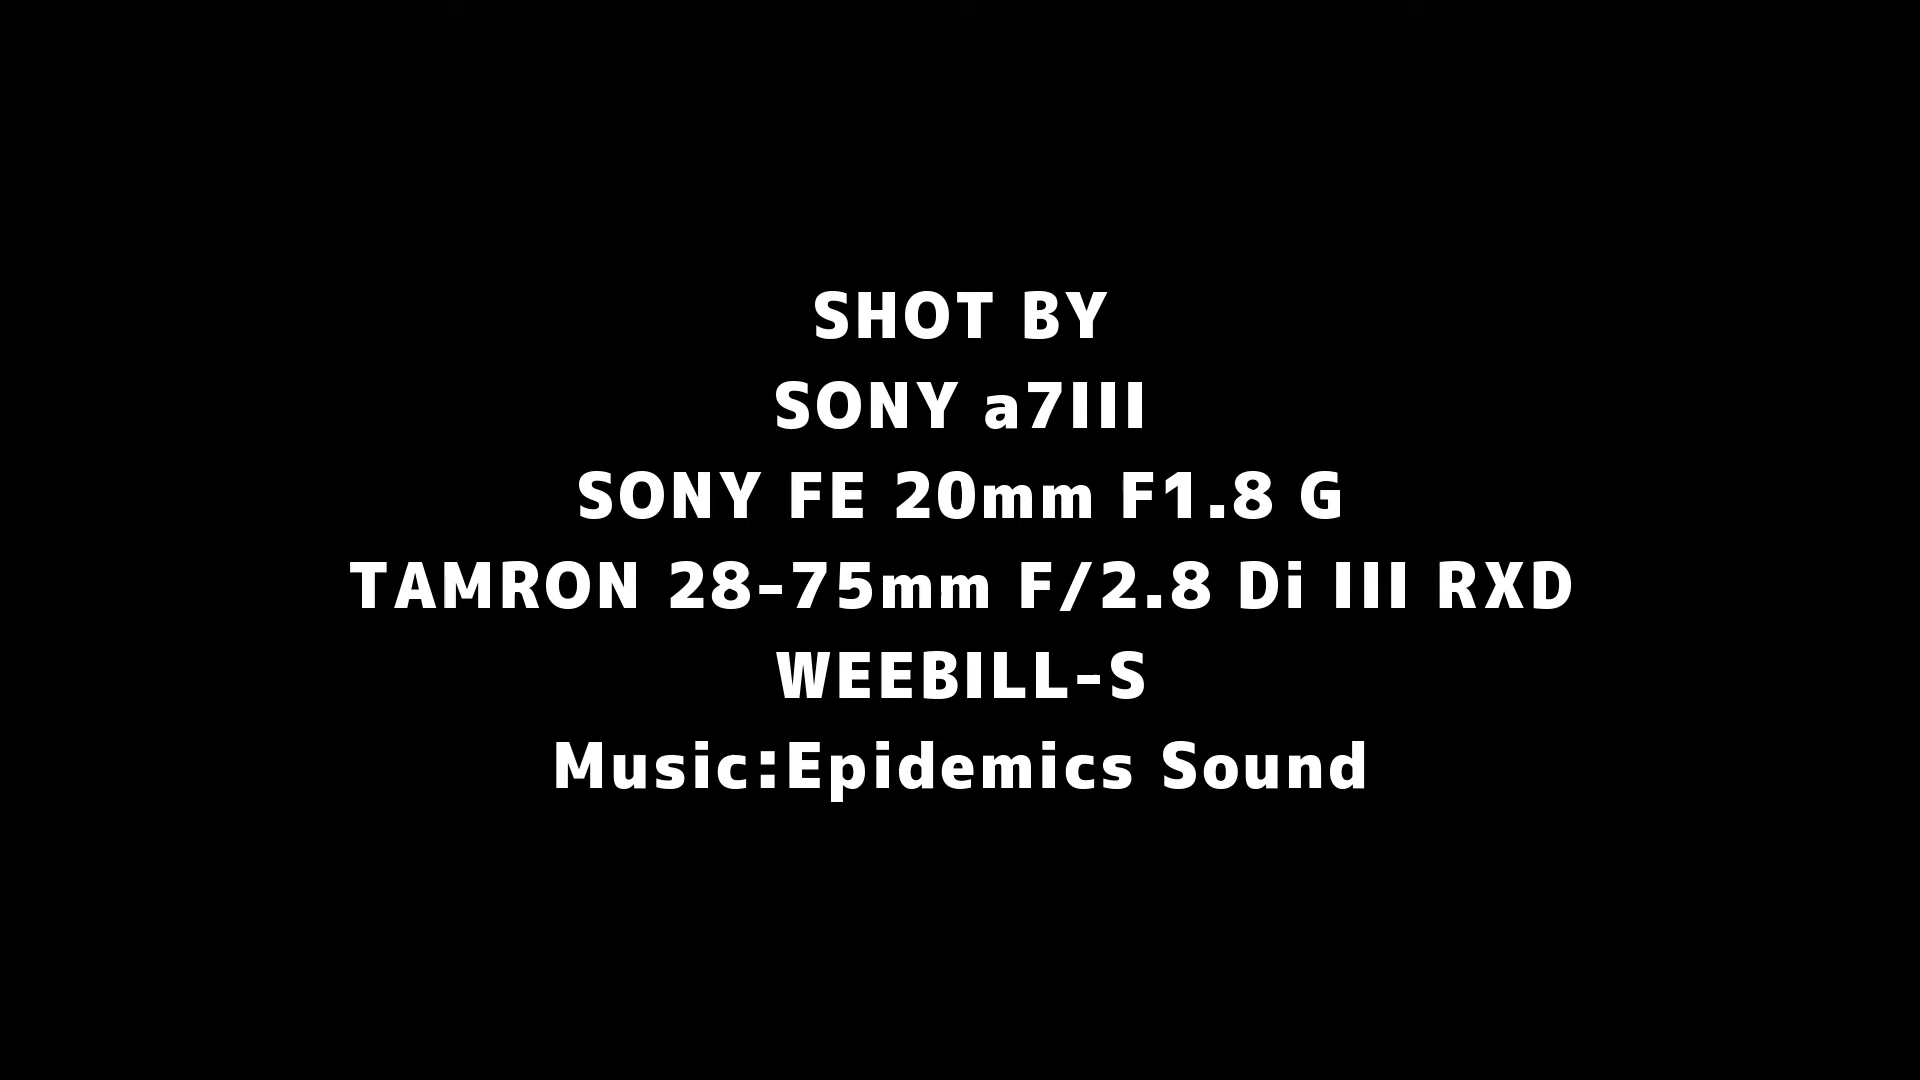 SHOT BY
SONY a7III
SONY FE 20mm F1.8 G
TAMRON 28-75mm F/2.8 Di III RXD
WEEBILL-S
Music:Epidemics Sound